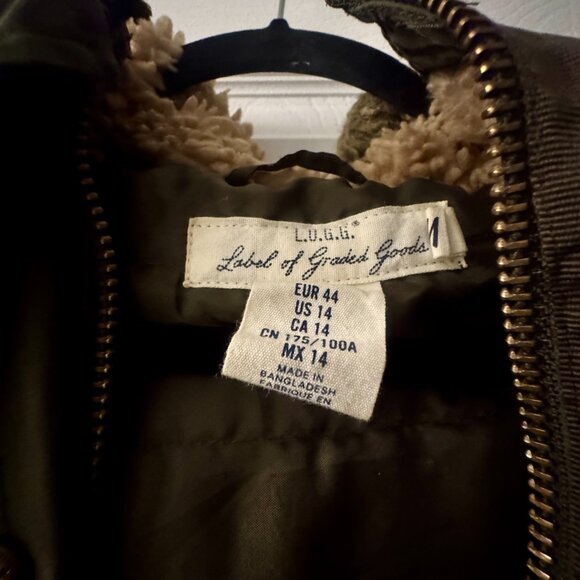 L.O.G.G.®
Label of Graded Goods
EUR 44
US 14
CA 14
CN 175/100A
MX 14
MADE IN
BANGLADESH
FABRIQUE EN